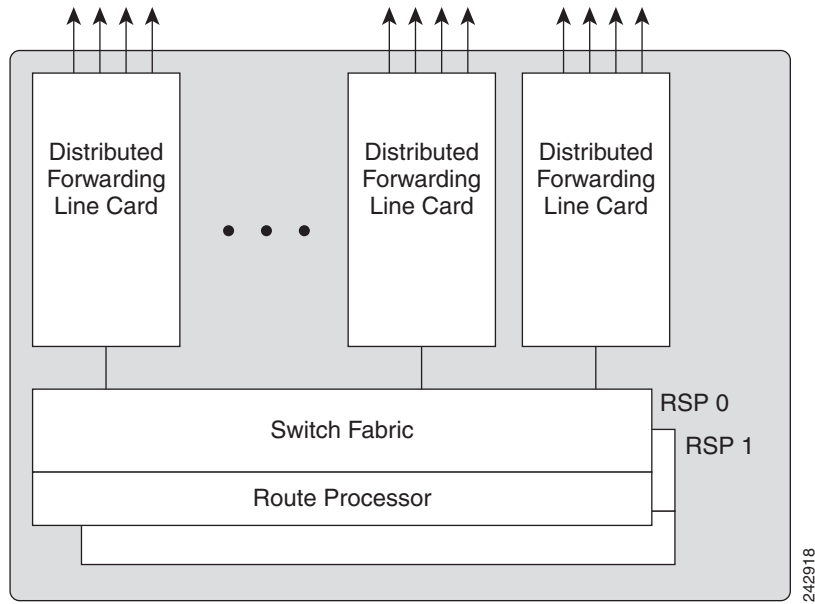 Distributed
Forwarding
Line Card
Distributed
Forwarding
Line Card
Distributed
Forwarding
Line Card
Switch Fabric
RSP 0
RSP 1
Route Processor
242918